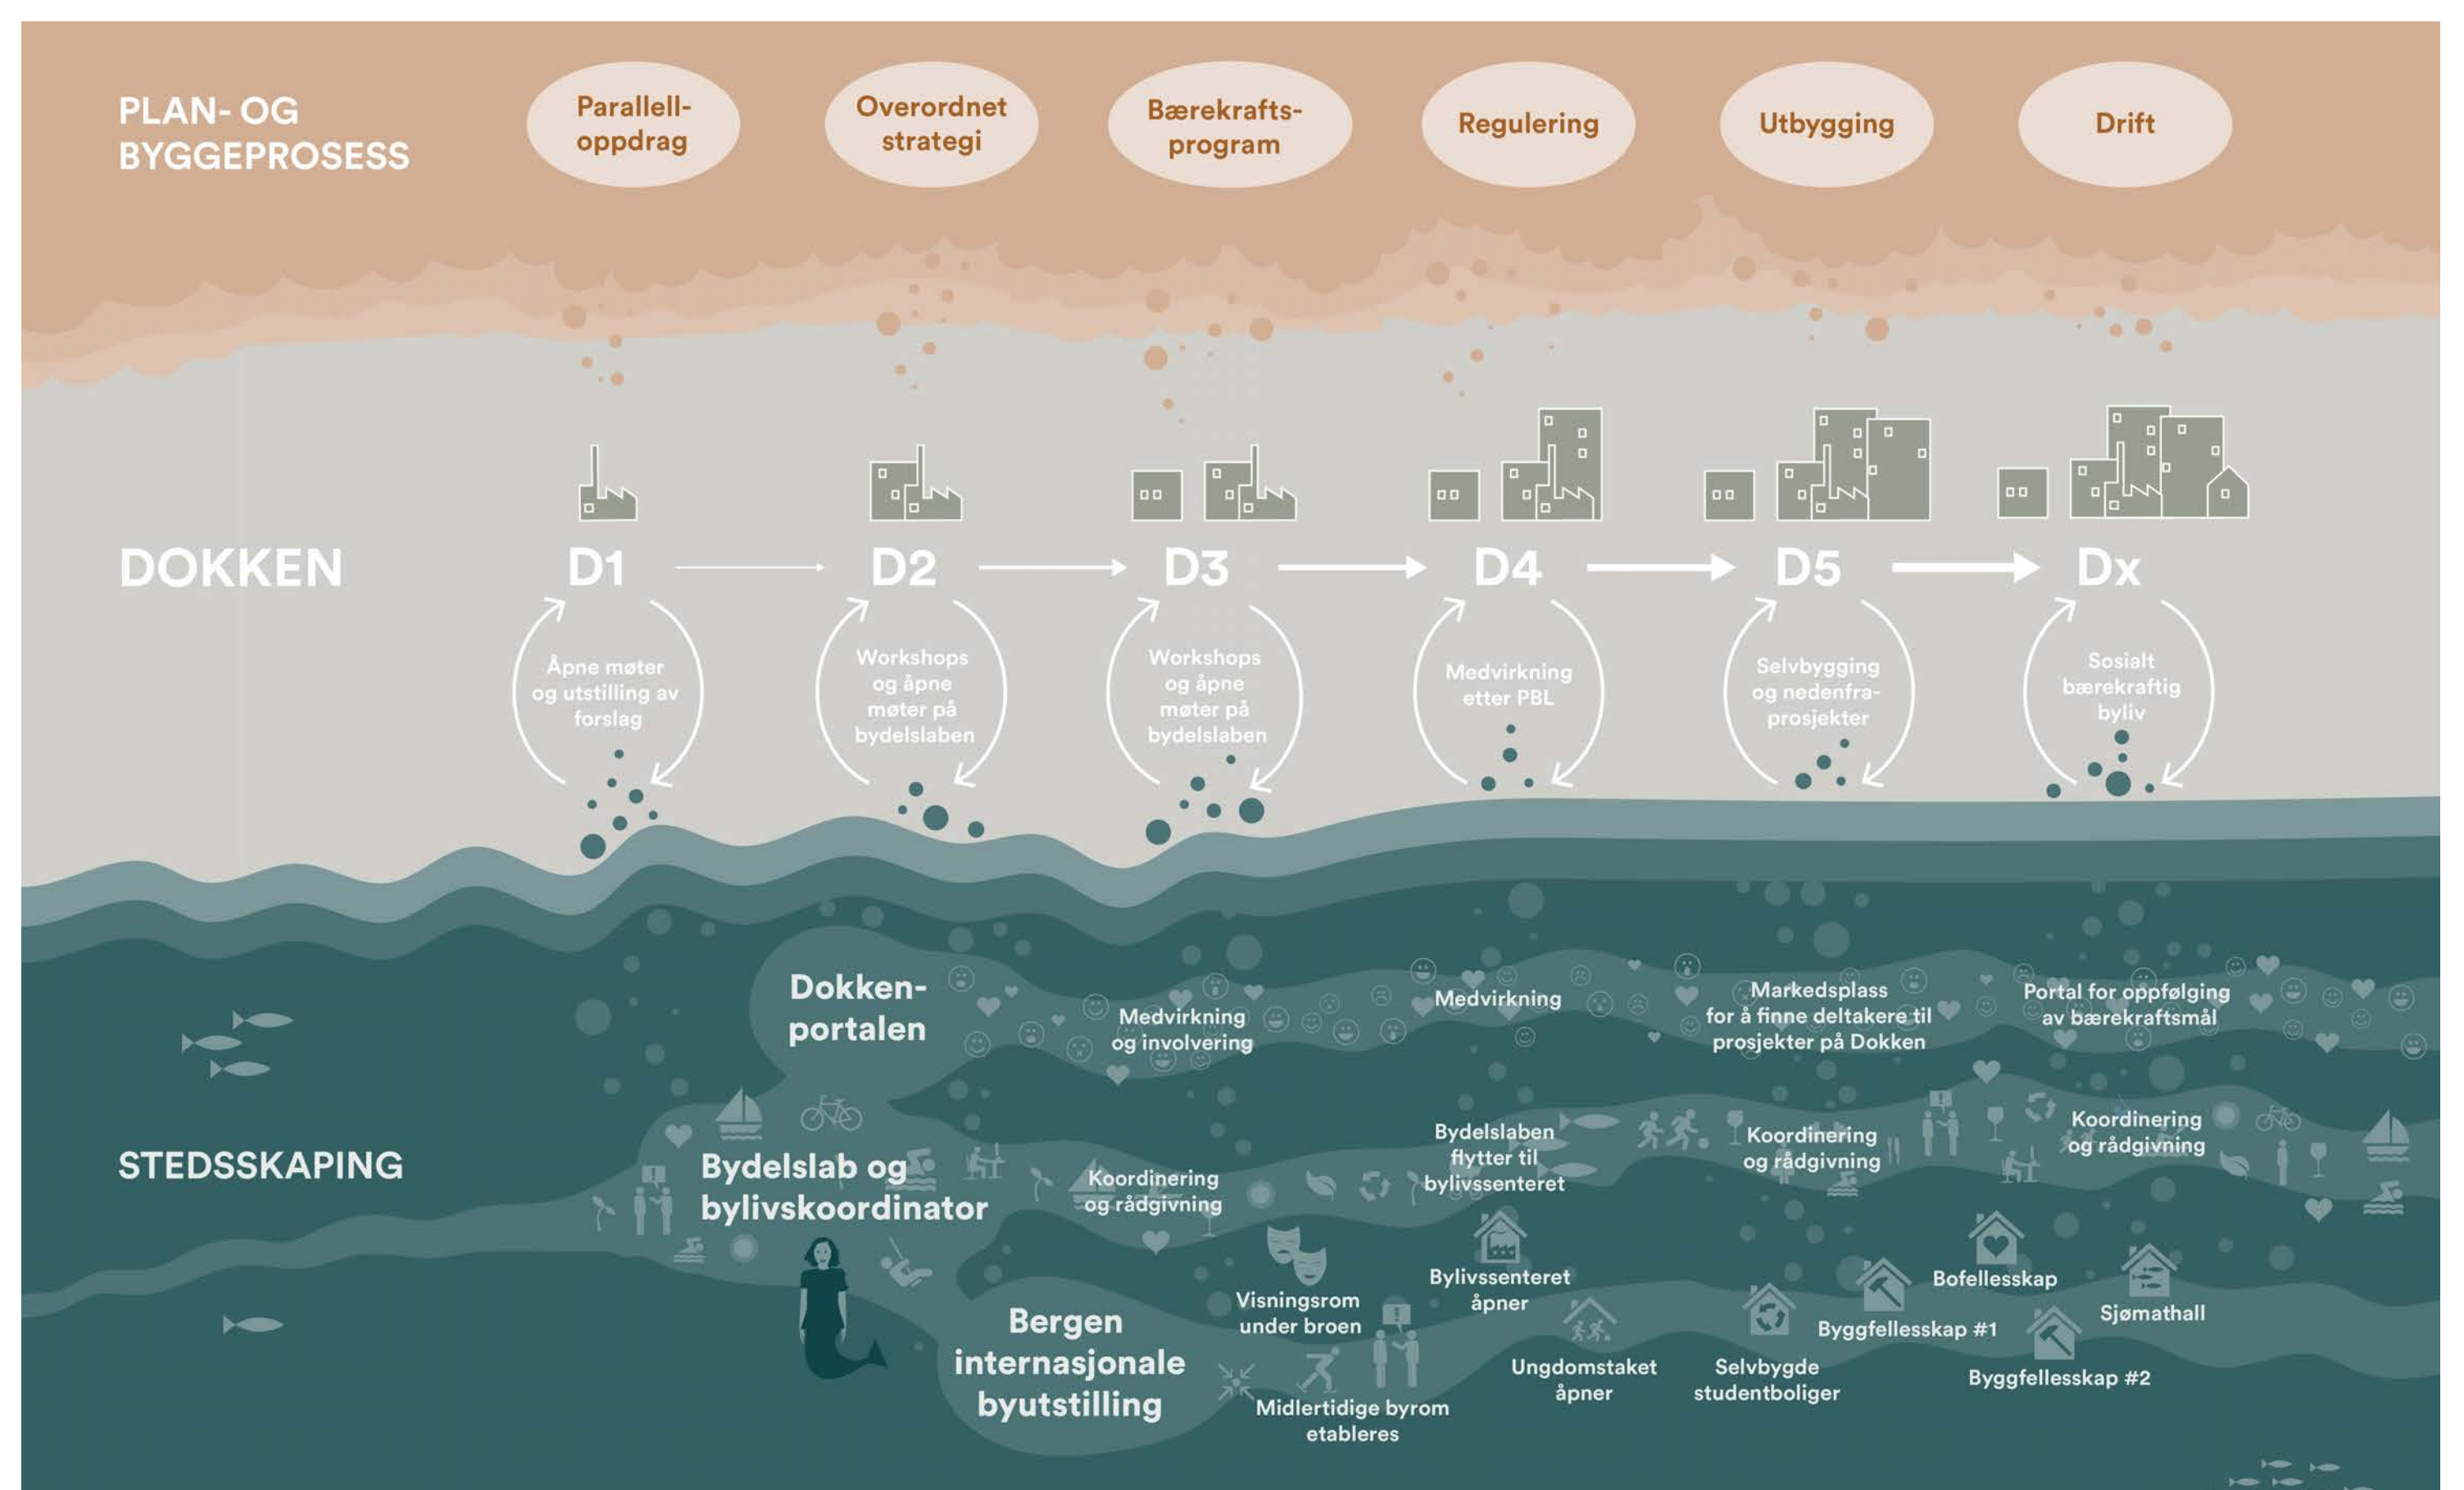 PLAN- OG
BYGGEPROSESS
Parallell-
oppdrag
Overordnet
strategi
Bærekrafts-
program
Regulering
Utbygging
Drift
DOKKEN
D1
D2
D3
D4
D5
Dx
Åpne møter
og utstilling av
forslag
Workshops
og åpne
møter på
bydelslaben
Workshops
og åpne
møter på
bydelslaben
Medvirkning
etter PBL
Selvbygging
og nedenfra-
prosjekter
Sosialt
bærekraftig
byliv
STEDSSKAPING
Dokken-
portalen
Medvirkning
og involvering
Medvirkning
Markedsplass
for å finne deltakere til
prosjekter på Dokken
Portal for oppfølging
av bærekraftsmål
Bydelslab og
bylivskoordinator
Koordinering
og rådgivning
Bydelslaben
flytter til
bylivssenteret
Koordinering
og rådgivning
Koordinering
og rådgivning
Bergen
internasjonale
byutstilling
Visningsrom
under broen
Midlertidige byrom
etableres
Bylivssenteret
åpner
Ungdomstaket
åpner
Selvbygde
studentboliger
Byggfellesskap #1
Bofellesskap
Byggfellesskap #2
Sjømathall